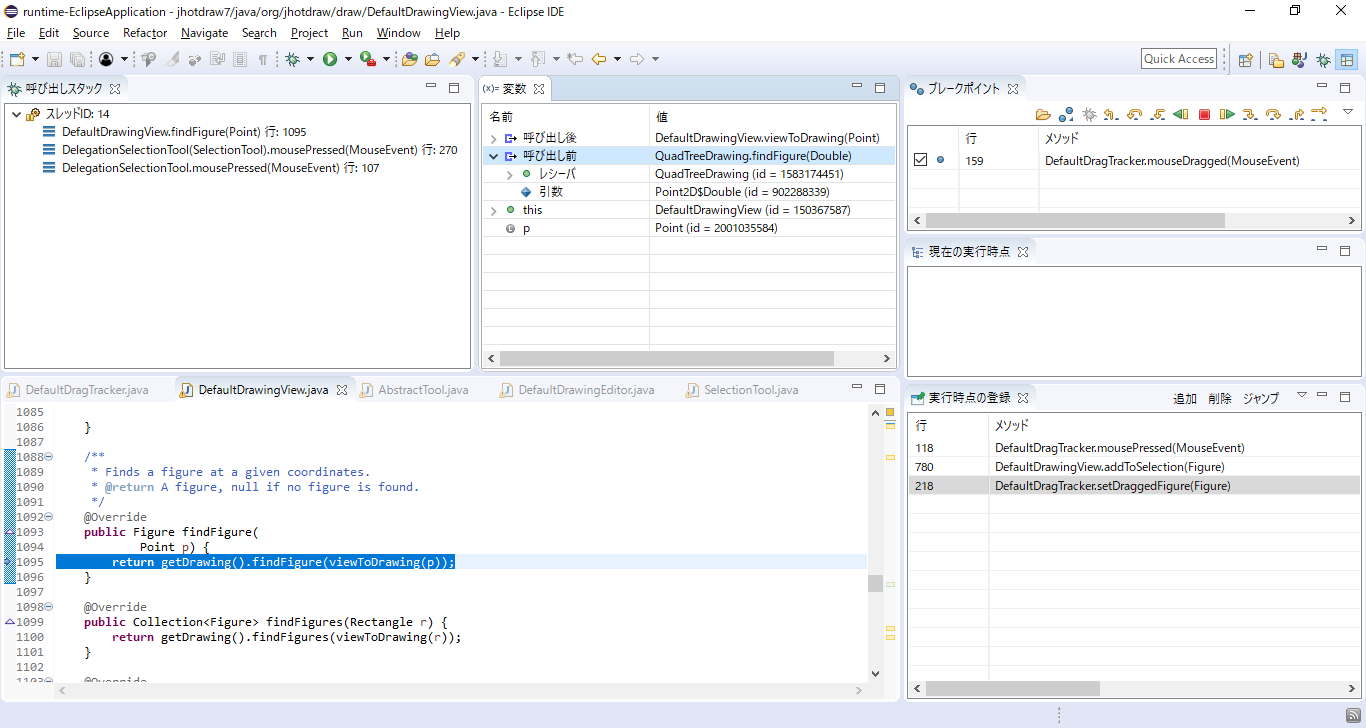 runtime-EclipseApplication - jhotdraw7/java/org/jhotdraw/draw/DefaultDrawingView.java - Eclipse IDE
File Edit Source Refactor Navigate Search Project Run Window Help
Quick Access
呼び出しスタック
スレッドID: 14
DefaultDrawingView.findFigure(Point) 行: 1095
DelegationSelectionTool(SelectionTool).mousePressed(MouseEvent) 行: 270
DelegationSelectionTool.mousePressed(MouseEvent) 行: 107
(x)= 変数
名前 値
呼び出し後 DefaultDrawingView.viewToDrawing(Point)
呼び出し前 QuadTreeDrawing.findFigure(Double)
レシーバ QuadTreeDrawing (id = 1583174451)
引数 Point2D$Double (id = 902288339)
this DefaultDrawingView (id = 150367587)
p Point (id = 2001035584)
ブレークポイント
行 メソッド
159 DefaultDragTracker.mouseDragged(MouseEvent)
現在の実行時点
DefaultDragTracker.java DefaultDrawingView.java AbstractTool.java DefaultDrawingEditor.java SelectionTool.java
1085
1086 }
1087
1088 /**
1089 * Finds a figure at a given coordinates.
1090 * @return A figure, null if no figure is found.
1091 */
1092 @Override
1093 public Figure findFigure(
1094 Point p) {
1095 return getDrawing().findFigure(viewToDrawing(p));
1096 }
1097
1098 @Override
1099 public Collection<Figure> findFigures(Rectangle r) {
1100 return getDrawing().findFigures(viewToDrawing(r));
1101 }
1102
1103 @Override
実行時点の登録 追加 削除 ジャンプ
行 メソッド
118 DefaultDragTracker.mousePressed(MouseEvent)
780 DefaultDrawingView.addToSelection(Figure)
218 DefaultDragTracker.setDraggedFigure(Figure)